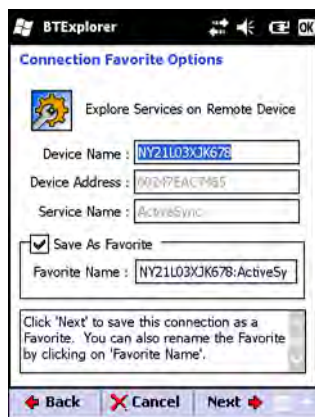 BTExplorer
OK
Connection Favorite Options
Explore Services on Remote Device
Device Name : NY21L03XJK678
Device Address :
Service Name : ActiveSync
Save As Favorite
Favorite Name : NY21L03XJK678:ActiveSy
Click 'Next' to save this connection as a
Favorite. You can also rename the Favorite
by clicking on 'Favorite Name'.
Back Cancel Next